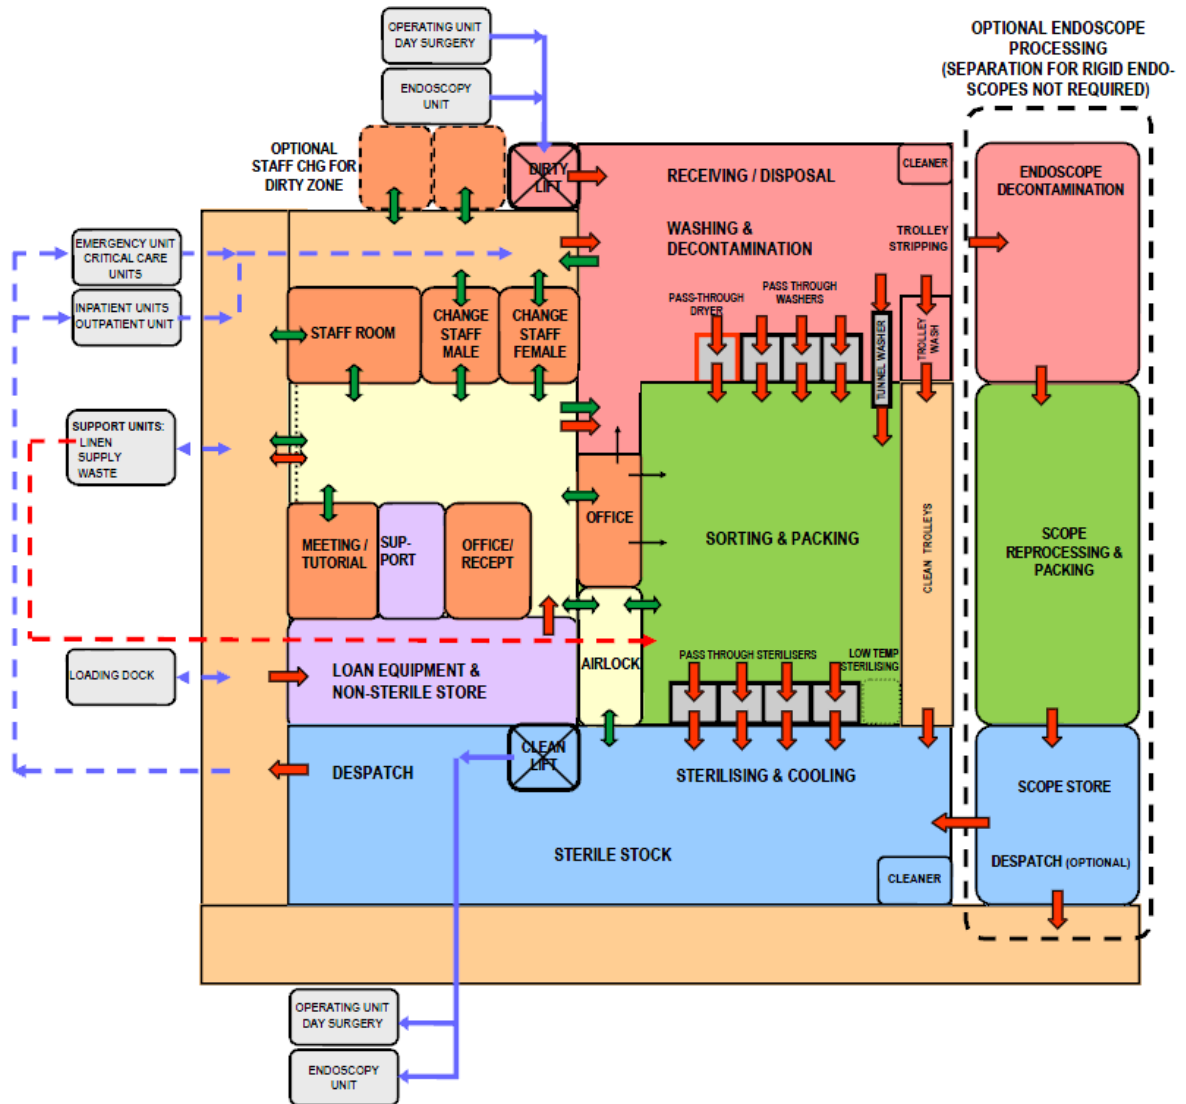 OPERATING UNIT
DAY SURGERY
ENDOSCOPY
UNIT
OPTIONAL ENDOSCOPE
PROCESSING
(SEPARATION FOR RIGID ENDO-
SCOPES NOT REQUIRED)
OPTIONAL
STAFF CHG FOR
DIRTY ZONE
DIRTY
LIFT
RECEIVING / DISPOSAL
CLEANER
ENDOSCOPE
DECONTAMINATION
WASHING &
DECONTAMINATION
TROLLEY
STRIPPING
EMERGENCY UNIT
CRITICAL CARE
UNITS
INPATIENT UNITS
OUTPATIENT UNIT
PASS-THROUGH
DRYER
PASS THROUGH
WASHERS
STAFF ROOM
CHANGE
STAFF
MALE
CHANGE
STAFF
FEMALE
TUNNEL WASHER
TROLLEY
WASH
SUPPORT UNITS:
LINEN
SUPPLY
WASTE
MEETING /
TUTORIAL
SUP-
PORT
OFFICE/
RECEPT
OFFICE
SORTING & PACKING
CLEAN TROLLEYS
SCOPE
REPROCESSING &
PACKING
LOADING DOCK
LOAN EQUIPMENT &
NON-STERILE STORE
AIRLOCK
PASS THROUGH STERILISERS
LOW TEMP
STERILISING
DESPATCH
CLEAN
LIFT
STERILISING & COOLING
SCOPE STORE
STERILE STOCK
DESPATCH (OPTIONAL)
CLEANER
OPERATING UNIT
DAY SURGERY
ENDOSCOPY
UNIT